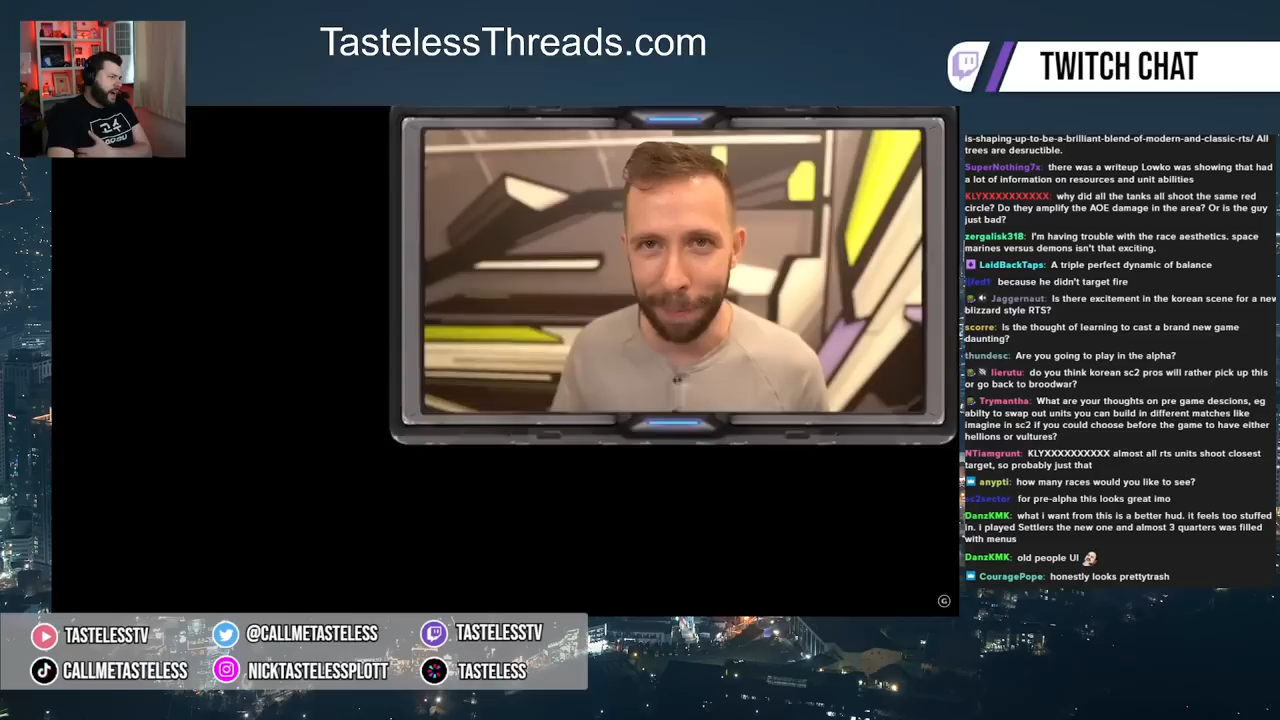 TastelessThreads.com
TWITCH CHAT
is-shaping-up-to-be-a-brilliant-blend-of-modern-and-classic-rts/ All
trees are desructible.
SuperNothing7x: there was a writeup Lowko was showing that had
a lot of information on resources and unit abilities
KLYXXXXXXXXXX: why did all the tanks all shoot the same red
circle? Do they amplify the AOE damage in the area? Or is the guy
just bad?
zergalisk318: I'm having trouble with the race aesthetics. space
marines versus demons isn't that exciting.
LaidBackTaps: A triple perfect dynamic of balance
because he didn't target fire
Jaggernaut: Is there excitement in the korean scene for a new
blizzard style RTS?
scorre: Is the thought of learning to cast a brand new game
daunting?
thundesc: Are you going to play in the alpha?
lierutu: do you think korean sc2 pros will rather pick up this
or go back to broodwar?
Trymantha: What are your thoughts on pre game descions, eg
abilty to swap out units you can build in different matches like
imagine in sc2 if you could choose before the game to have either
hellions or vultures?
NTiamgrunt: KLYXXXXXXXXXX almost all rts units shoot closest
target, so probably just that
anypti: how many races would you like to see?
sc2sector: for pre-alpha this looks great imo
DanzKMK: what i want from this is a better hud. it feels too stuffed
in. i played Settlers the new one and almost 3 quarters was filled
with menus
DanzKMK: old people UI
CouragePope: honestly looks prettytrash
G
TASTELESSTV @CALLMETASTELESS TASTELESSTV
CALLMETASTELESS NICKTASTELESSPLOTT TASTELESS